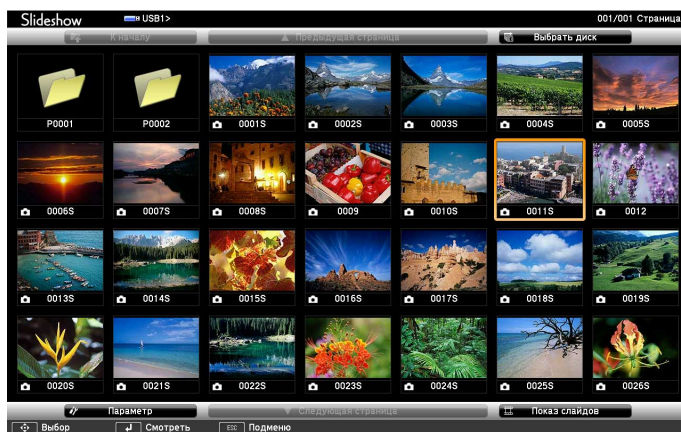 Slideshow USB1> 001/001 Страница
К началу Предыдущая страница Выбрать диск
P0001 P0002 0001S 0002S 0003S 0004S 0005S
0006S 0007S 0008S 0009 0010S 0011S 0012
0013S 0014S 0015S 0016S 0017S 0018S 0019S
0020S 0021S 0022S 0023S 0024S 0025S 0026S
Параметр Следующая страница Показ слайдов
Выбор Смотреть ESC Подменю